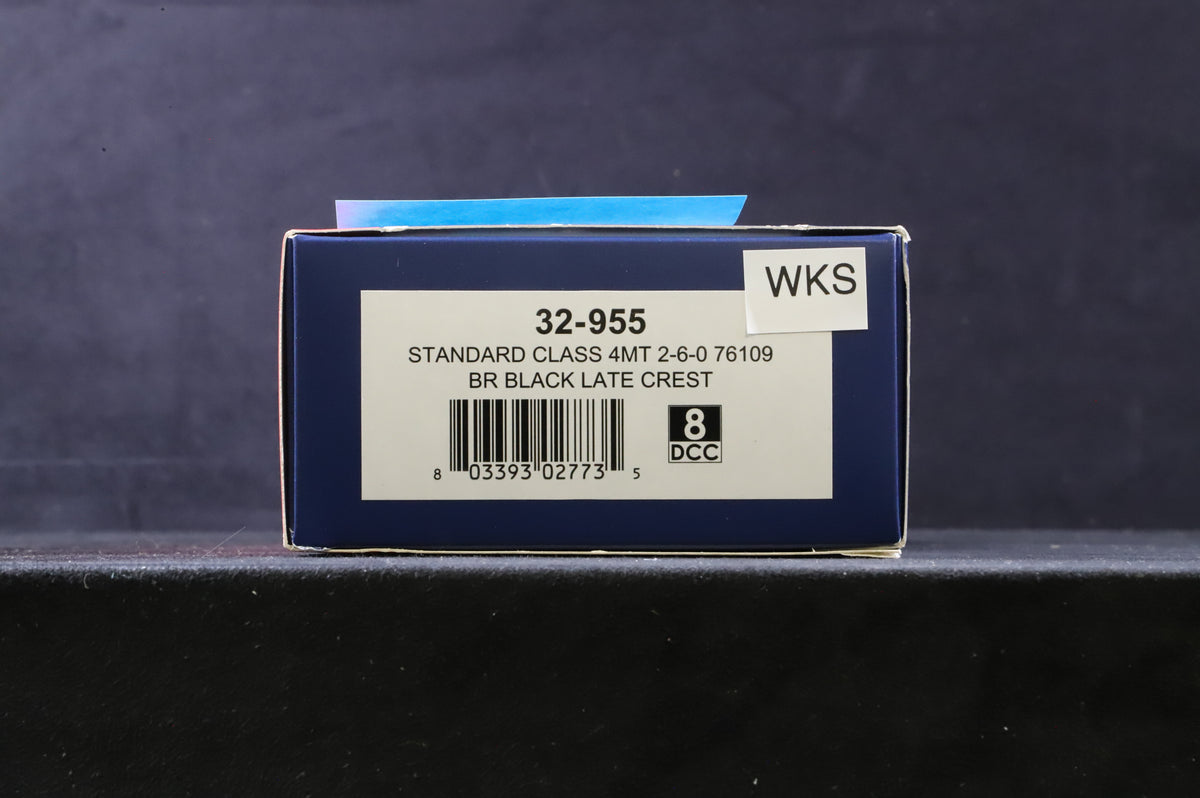 WKS
32-955
STANDARD CLASS 4MT 2-6-0 76109
BR BLACK LATE CREST
8
DCC
8 03393 02773 5